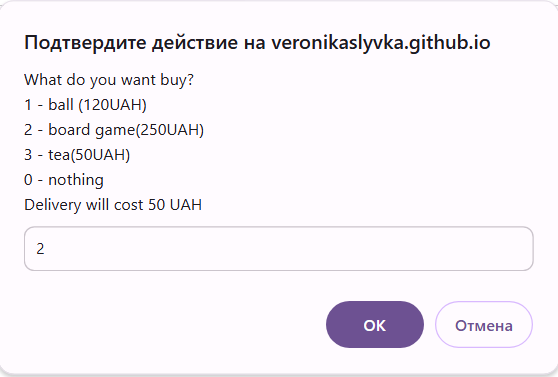 Подтвердите действие на veronikaslyvka.github.io
What do you want buy?
1 - ball (120UAH)
2 - board game(250UAH)
3 - tea(50UAH)
0 - nothing
Delivery will cost 50 UAH
2
ОК
Отмена